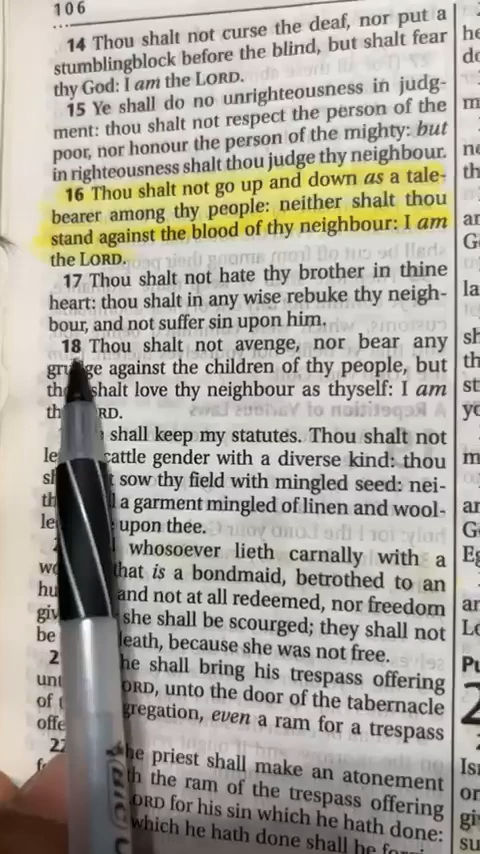 106
14 Thou shalt not curse the deaf, nor put a
stumblingblock before the blind, but shalt fear
thy God: I am the LORD.
15 Ye shall do no unrighteousness in judg-
ment: thou shalt not respect the person of the
poor, nor honour the person of the mighty: but
in righteousness shalt thou judge thy neighbour.
16 Thou shalt not go up and down as a tale-
bearer among thy people: neither shalt thou
stand against the blood of thy neighbour: I am
the LORD.
17 Thou shalt not hate thy brother in thine
heart: thou shalt in any wise rebuke thy neigh-
bour, and not suffer sin upon him.
18 Thou shalt not avenge, nor bear any
against the children of thy people, but
shalt love thy neighbour as thyself: I am
shall keep my statutes. Thou shalt not
cattle gender with a diverse kind: thou
sow thy field with mingled seed: nei-
a garment mingled of linen and wool-
upon thee.
whosoever lieth carnally with a
that is a bondmaid, betrothed to an
and not at all redeemed, nor freedom
she shall be scourged; they shall not
be death, because she was not free.
he shall bring his trespass offering
unto the door of the tabernacle
even a ram for a trespass
priest shall make an atonement
the ram of the trespass offering
for his sin which he hath done:
which he hath done shall be